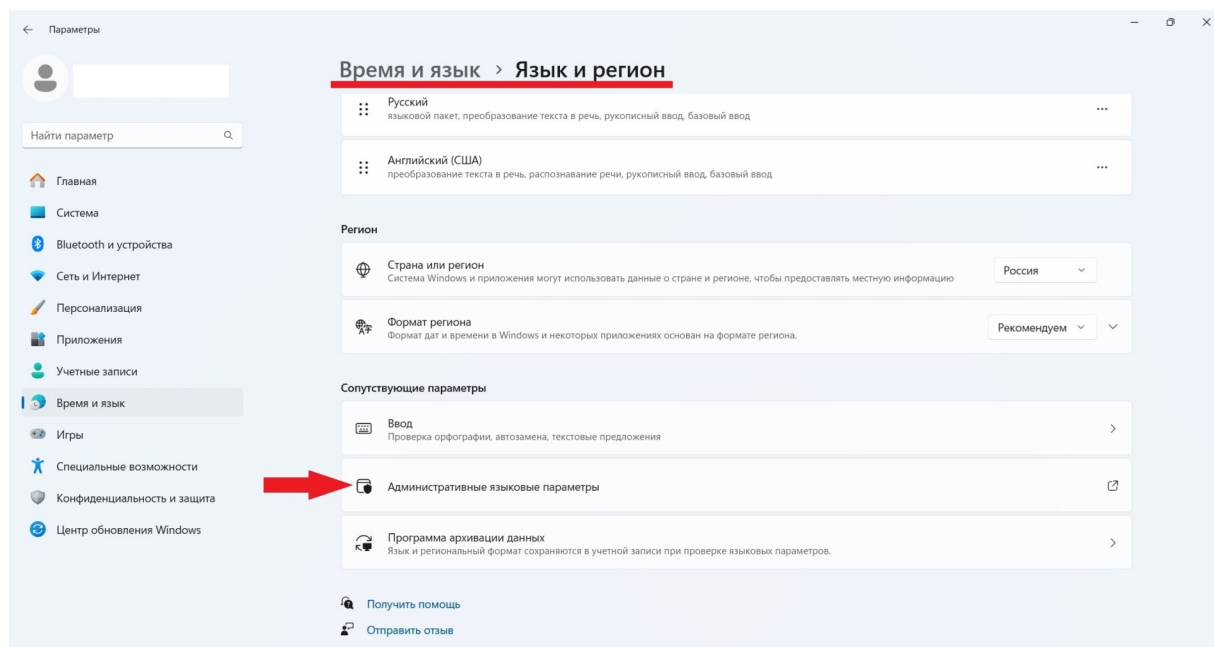 Параметры
Найти параметр
Главная
Система
Bluetooth и устройства
Сеть и Интернет
Персонализация
Приложения
Учетные записи
Время и язык
Игры
Специальные возможности
Конфиденциальность и защита
Центр обновления Windows
Время и язык › Язык и регион
Русский
языковой пакет, преобразование текста в речь, рукописный ввод, базовый ввод
Английский (США)
преобразование текста в речь, распознавание речи, рукописный ввод, базовый ввод
Регион
Страна или регион
Система Windows и приложения могут использовать данные о стране и регионе, чтобы предоставлять местную информацию
Россия
Формат региона
Формат дат и времени в Windows и некоторых приложениях основан на формате региона.
Рекомендуем
Сопутствующие параметры
Ввод
Проверка орфографии, автозамена, текстовые предложения
Административные языковые параметры
Программа архивации данных
Язык и региональный формат сохраняются в учетной записи при проверке языковых параметров.
Получить помощь
Отправить отзыв